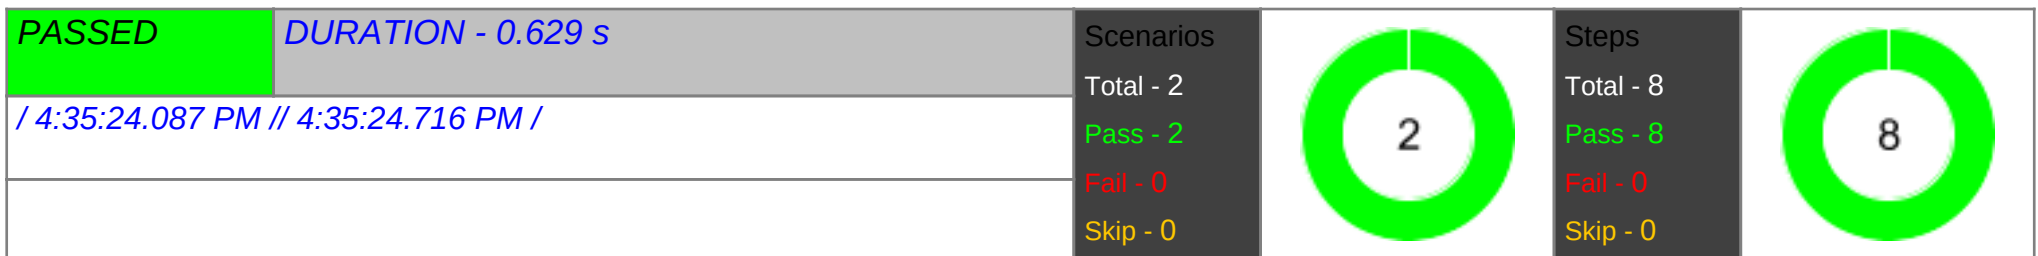 PASSED
DURATION - 0.629 s
/ 4:35:24.087 PM // 4:35:24.716 PM /
Scenarios
Total - 2
Pass - 2
Fail - 0
Skip - 0
2
Steps
Total - 8
Pass - 8
Fail - 0
Skip - 0
8